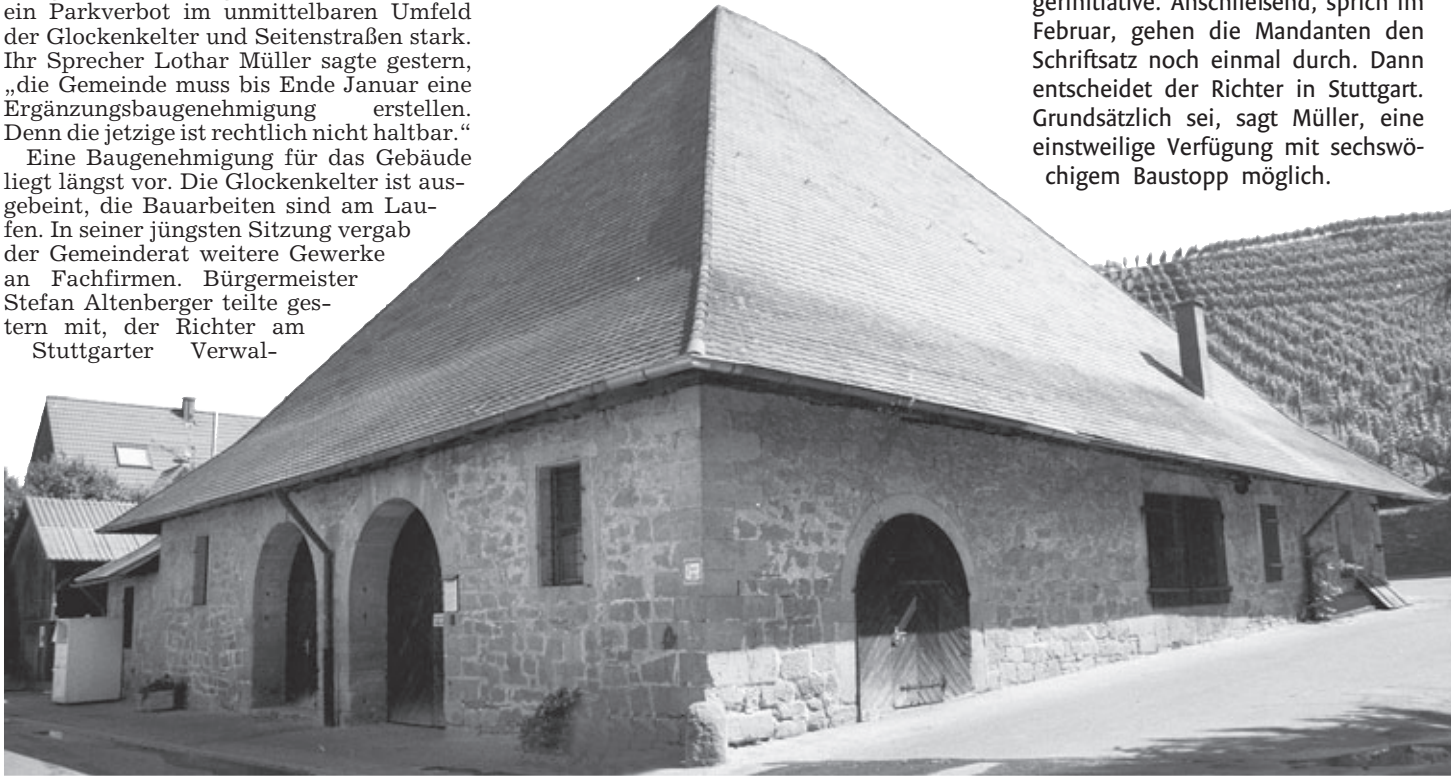 ein Parkverbot im unmittelbaren Umfeld
der Glockenkelter und Seitenstraßen stark.
Ihr Sprecher Lothar Müller sagte gestern,
„die Gemeinde muss bis Ende Januar eine
Ergänzungsbaugenehmigung erstellen.
Denn die jetzige ist rechtlich nicht haltbar.“
Eine Baugenehmigung für das Gebäude
liegt längst vor. Die Glockenkelter ist aus-
gebeint, die Bauarbeiten sind am Lau-
fen. In seiner jüngsten Sitzung vergab
der Gemeinderat weitere Gewerke
an Fachfirmen. Bürgermeister
Stefan Altenberger teilte ges-
tern mit, der Richter am
Stuttgarter Verwal-
gerinitiative. Anschließend, sprich im
Februar, gehen die Mandanten den
Schriftsatz noch einmal durch. Dann
entscheidet der Richter in Stuttgart.
Grundsätzlich sei, sagt Müller, eine
einstweilige Verfügung mit sechswö-
chigem Baustopp möglich.